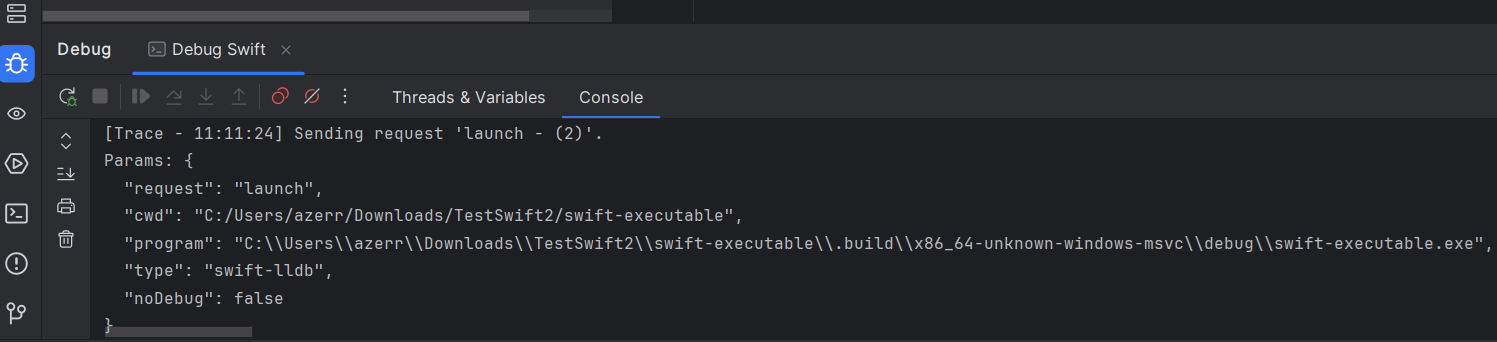 Debug
Debug Swift
Threads & Variables
Console
[Trace - 11:11:24] Sending request 'launch - (2)'.
Params: {
  "request": "launch",
  "cwd": "C:/Users/azerr/Downloads/TestSwift2/swift-executable",
  "program": "C:\\Users\\azerr\\Downloads\\TestSwift2\\swift-executable\\.build\\x86_64-unknown-windows-msvc\\debug\\swift-executable.exe",
  "type": "swift-lldb",
  "noDebug": false
}